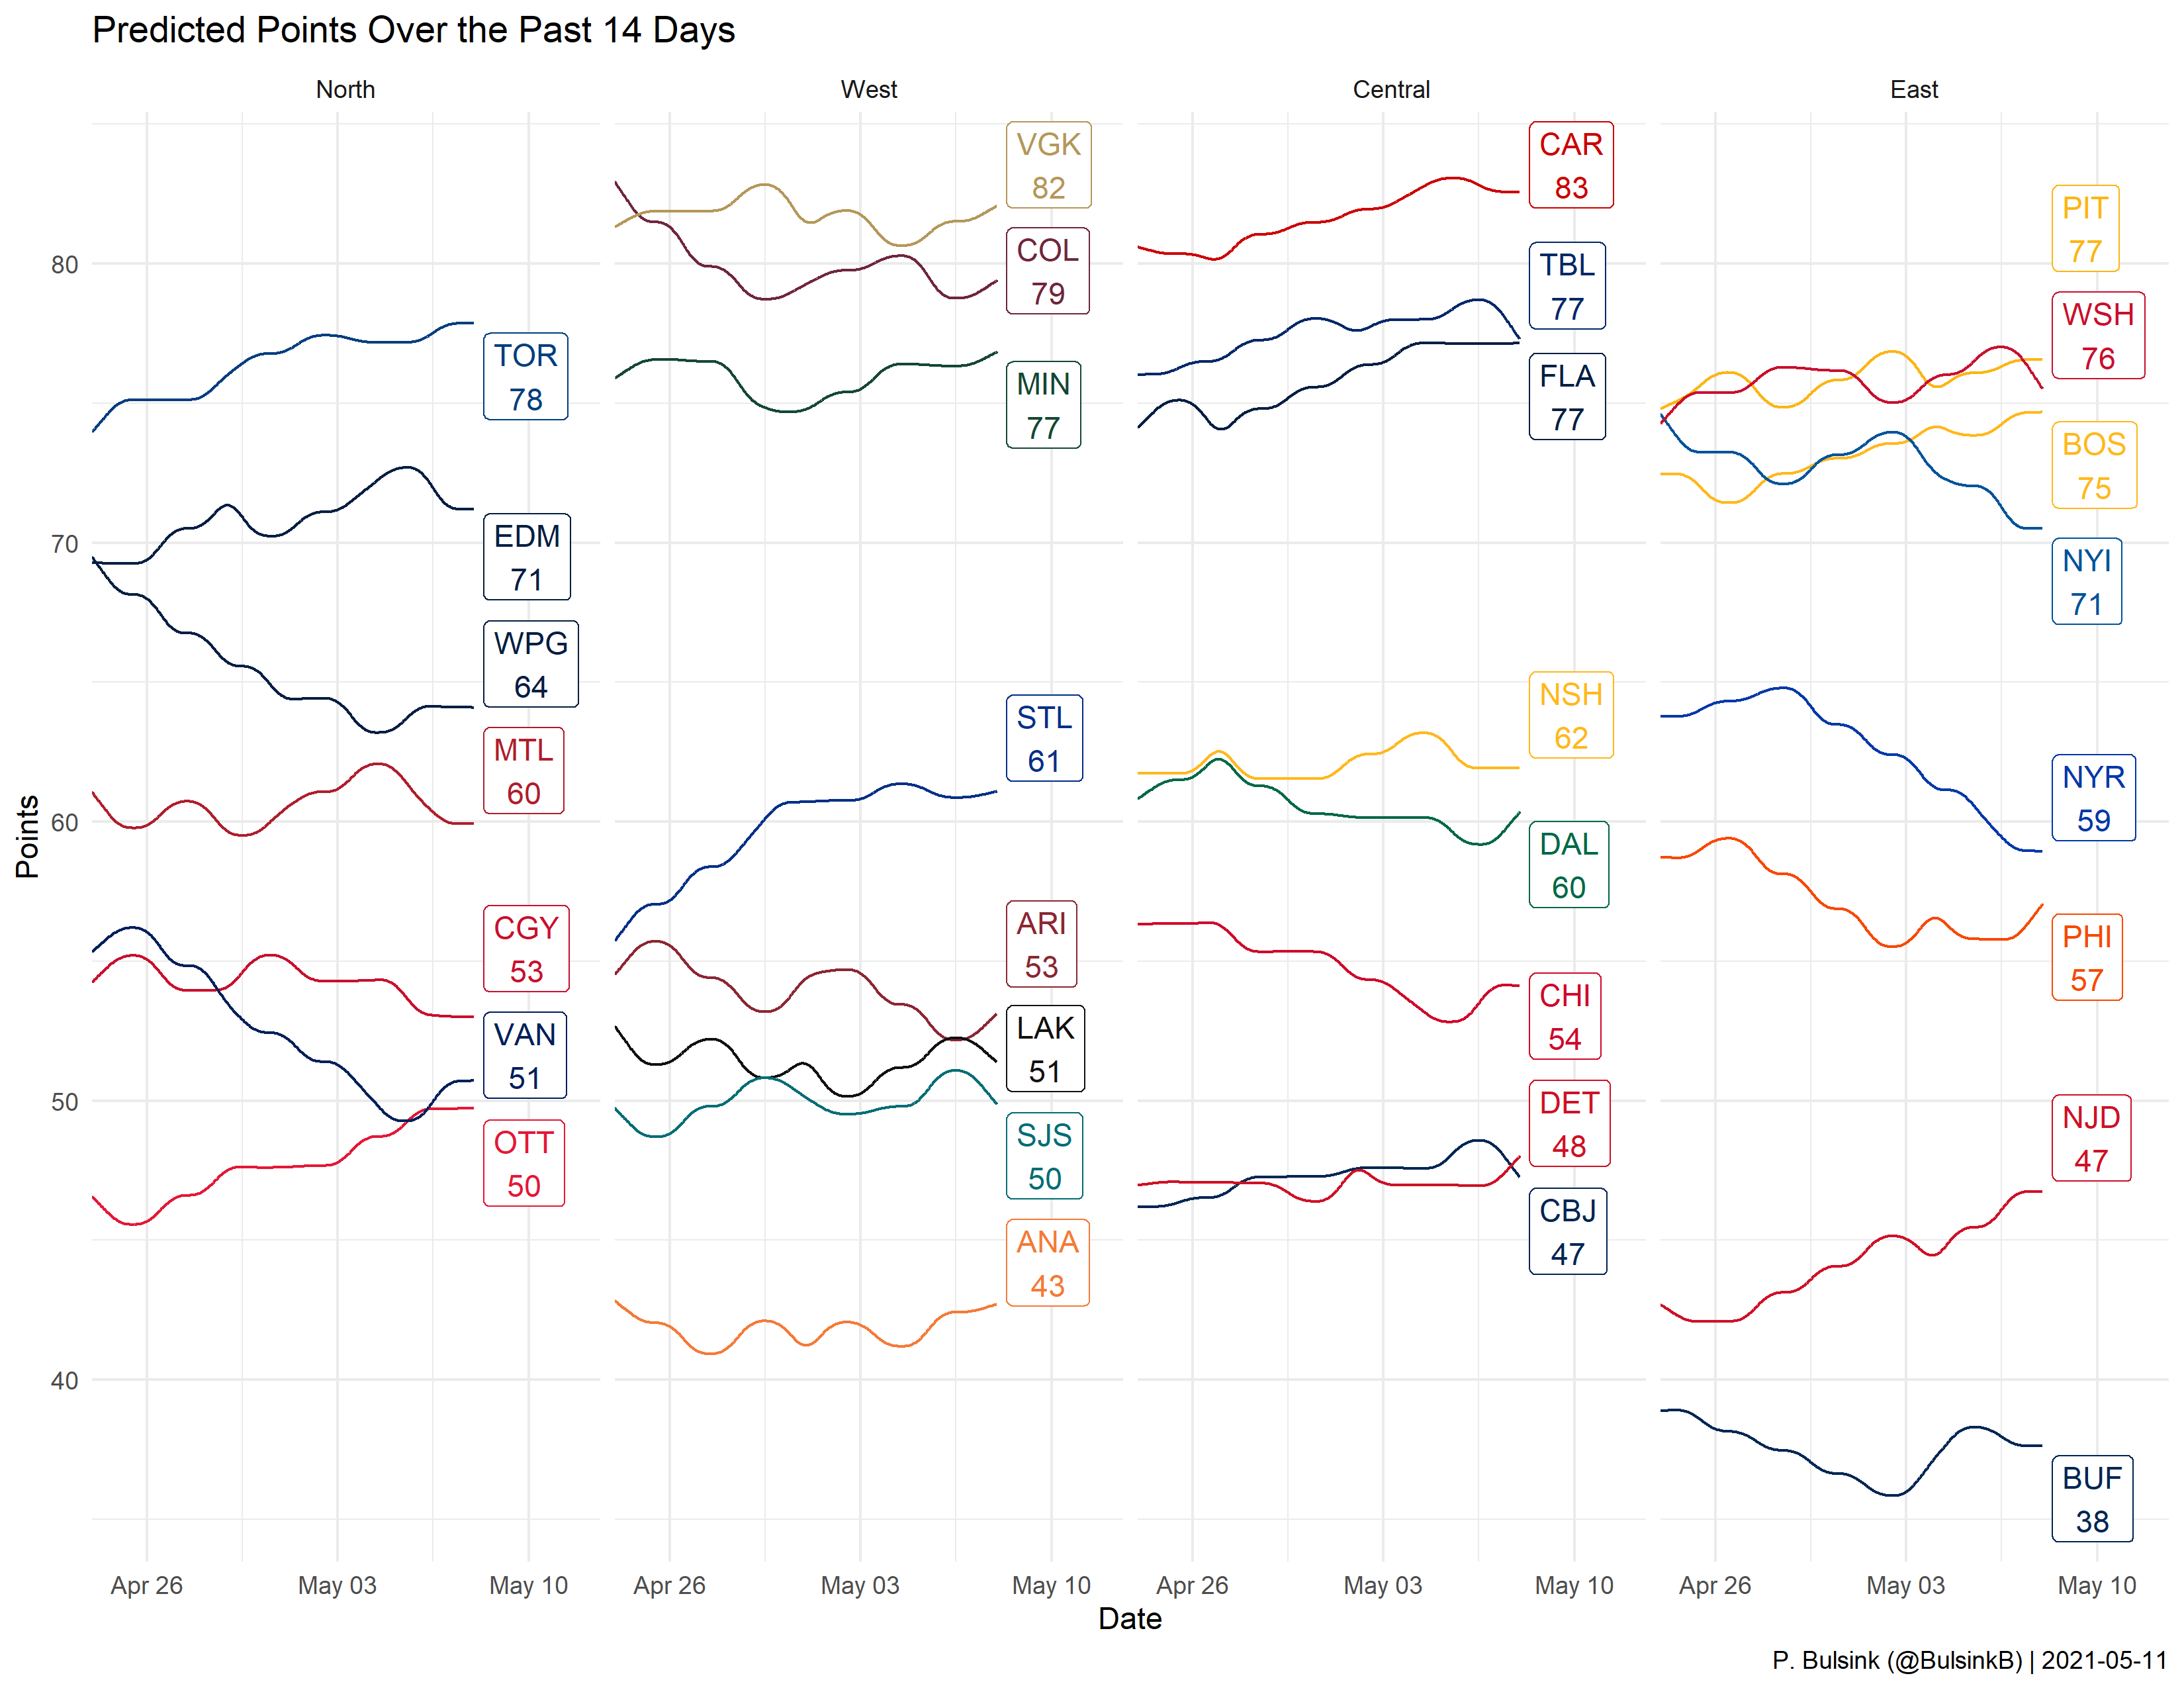 Predicted Points Over the Past 14 Days
North
West
Central
East
80
70
60
50
40
Points
TOR
78
EDM
71
WPG
64
MTL
60
CGY
53
VAN
51
OTT
50
VGK
82
COL
79
MIN
77
STL
61
ARI
53
LAK
51
SJS
50
ANA
43
CAR
83
TBL
77
FLA
77
NSH
62
DAL
60
CHI
54
DET
48
CBJ
47
PIT
77
WSH
76
BOS
75
NYI
71
NYR
59
PHI
57
NJD
47
BUF
38
Apr 26 May 03 May 10
Apr 26 May 03 May 10
Apr 26 May 03 May 10
Apr 26 May 03 May 10
Date
P. Bulsink (@BulsinkB) | 2021-05-11